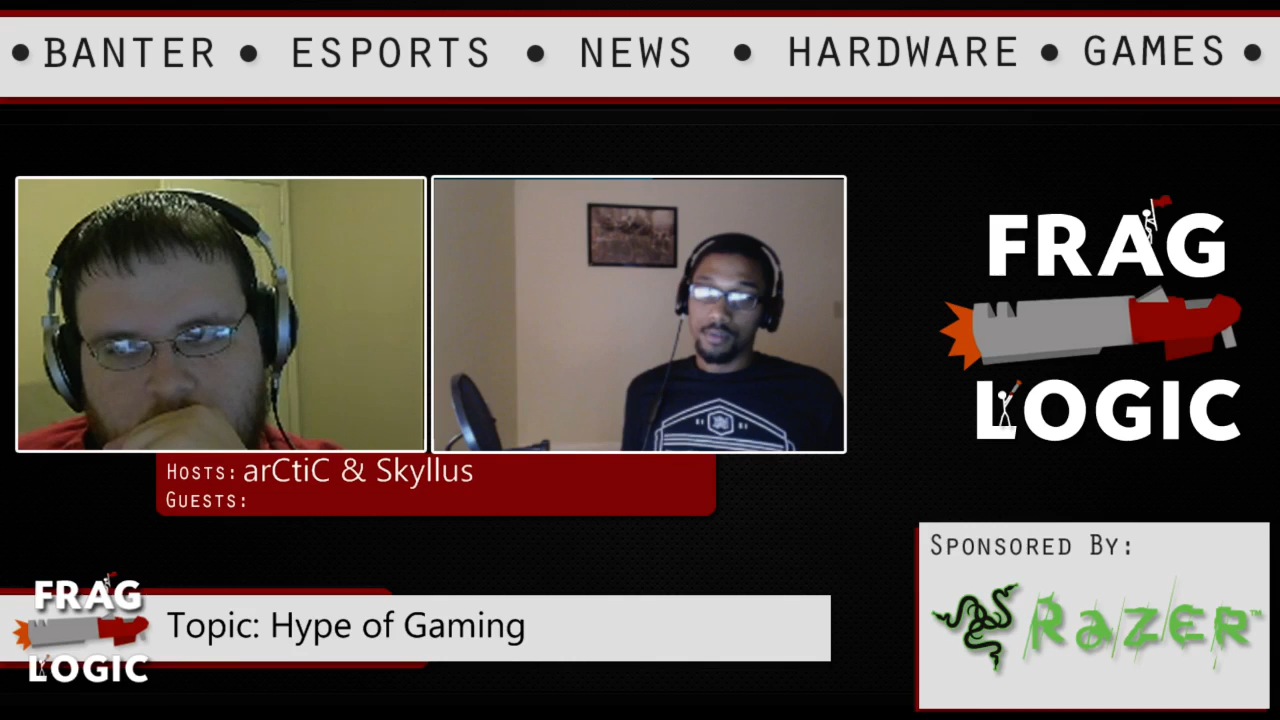 • BANTER • ESPORTS • NEWS • HARDWARE • GAMES •
FRAG
LOGIC
Hosts: arCtiC & Skyllus
Guests:
Sponsored By:
RAZER™
FRAG
LOGIC
Topic: Hype of Gaming